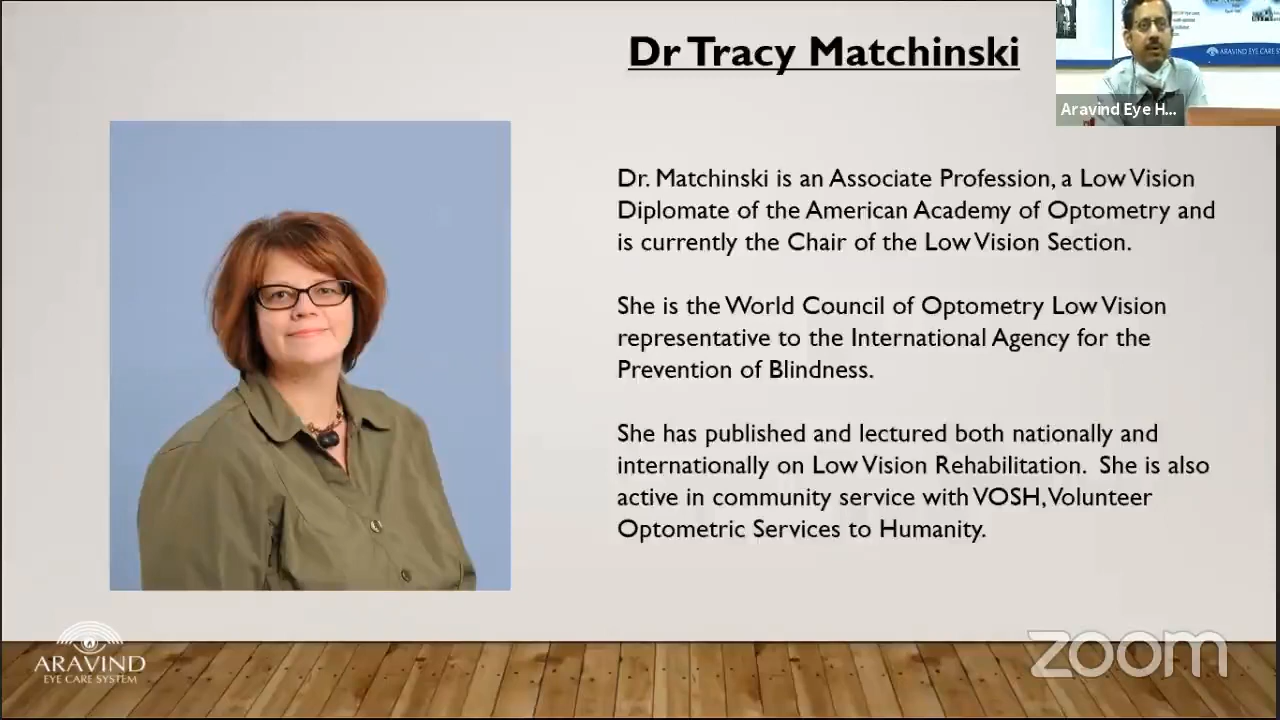 Dr Tracy Matchinski
ARAVIND EYE CARE S
Aravind Eye H...
Dr. Matchinski is an Associate Profession, a Low Vision
Diplomate of the American Academy of Optometry and
is currently the Chair of the Low Vision Section.
She is the World Council of Optometry Low Vision
representative to the International Agency for the
Prevention of Blindness.
She has published and lectured both nationally and
internationally on Low Vision Rehabilitation. She is also
active in community service with VOSH, Volunteer
Optometric Services to Humanity.
ARAVIND
EYE CARE SYSTEM
zoom